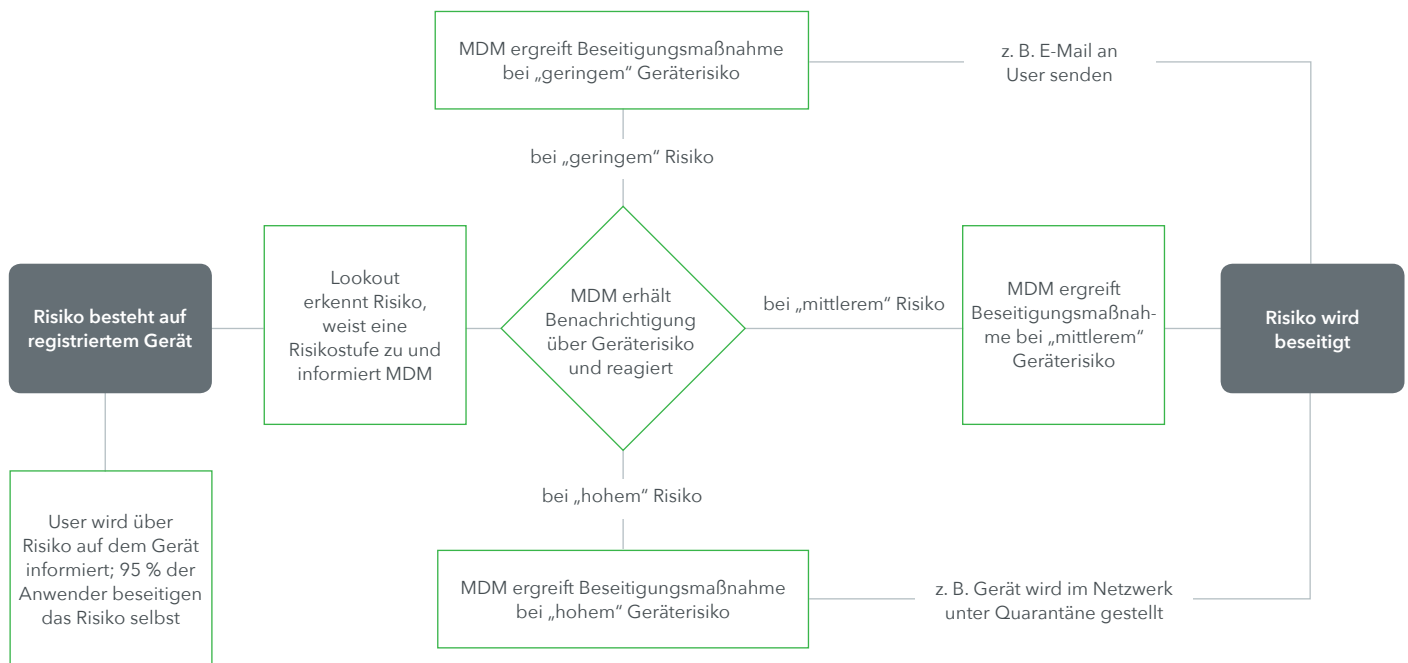 MDM ergreift Beseitigungsmaßnahme
bei „geringem“ Geräterisiko
z. B. E-Mail an
User senden
bei „geringem“ Risiko
Risiko besteht auf
registriertem Gerät
Lookout
erkennt Risiko,
weist eine
Risikostufe zu und
informiert MDM
MDM erhält
Benachrichtigung
über Geräterisiko
und reagiert
bei „mittlerem“ Risiko
MDM ergreift
Beseitigungsmaßnah-
me bei „mittlerem“
Geräterisiko
Risiko wird
beseitigt
User wird über
Risiko auf dem Gerät
informiert; 95 % der
Anwender beseitigen
das Risiko selbst
bei „hohem“ Risiko
MDM ergreift Beseitigungsmaßnahme
bei „hohem“ Geräterisiko
z. B. Gerät wird im Netzwerk
unter Quarantäne gestellt